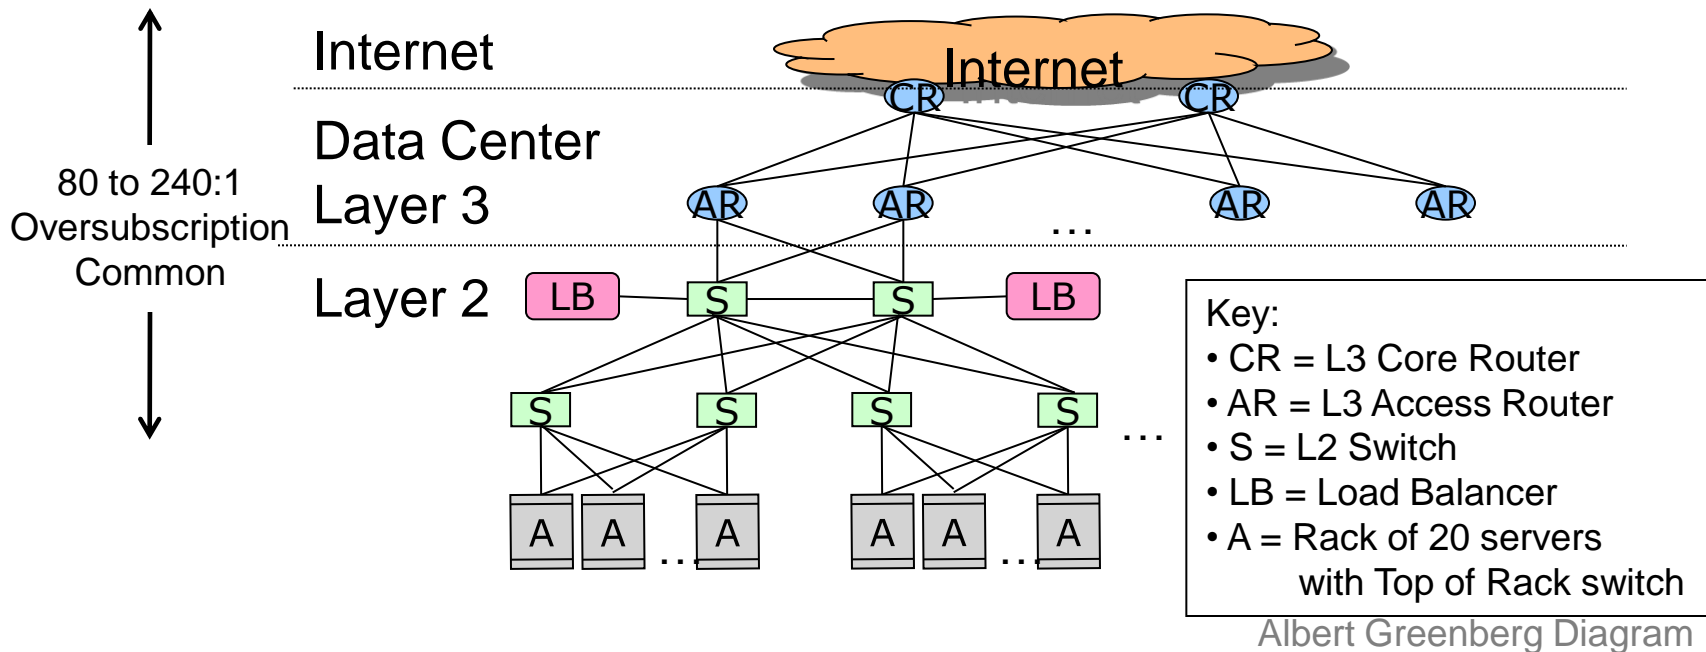 Internet
Internet
CR CR
Data Center
Layer 3
AR AR AR AR
...
80 to 240:1
Oversubscription
Common
Layer 2
LB S S LB
S S S S ...
A A ... A A A ... A
Key:
• CR = L3 Core Router
• AR = L3 Access Router
• S = L2 Switch
• LB = Load Balancer
• A = Rack of 20 servers
with Top of Rack switch
Albert Greenberg Diagram